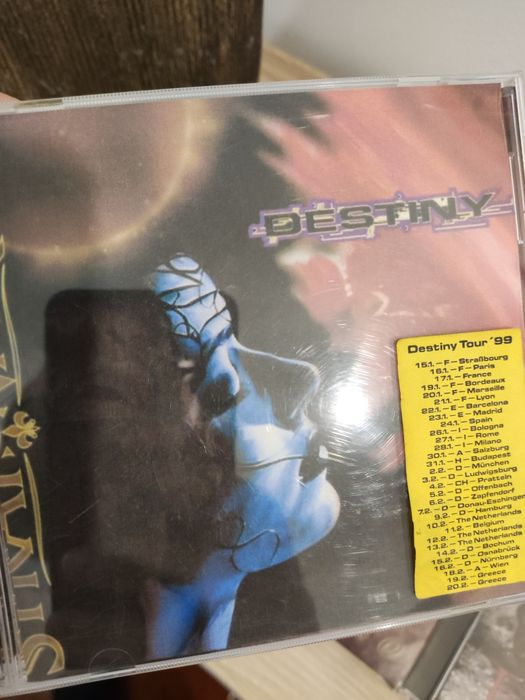 DESTINY
Destiny Tour '99
15.1. – F – Straßbourg
16.1. – F – Paris
17.1. – France
19.1. – F – Bordeaux
20.1. – F – Marseille
21.1. – F – Lyon
22.1. – E – Barcelona
23.1. – E – Madrid
24.1. – Spain
26.1. – I – Bologna
27.1. – I – Rome
28.1. – I – Milano
30.1. – A – Salzburg
31.1. – H – Budapest
2.2. – D – München
3.2. – D – Ludwigsburg
4.2. – CH – Pratteln
5.2. – D – Offenbach
6.2. – D – Zapfendorf
7.2. – D – Donau-Eschingen
9.2. – D – Hamburg
10.2. – The Netherlands
11.2. – Belgium
12.2. – The Netherlands
13.2. – The Netherlands
14.2. – D – Bochum
15.2. – D – Osnabrück
16.2. – D – Nürnberg
18.2. – A – Wien
19.2. – Greece
20.2. – Greece